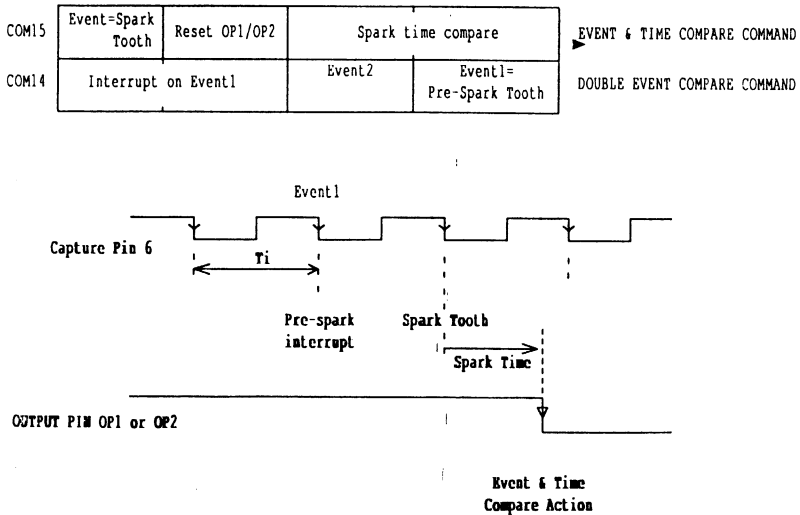 COM15 Event=Spark Tooth Reset OP1/OP2 Spark time compare EVENT & TIME COMPARE COMMAND
COM14 Interrupt on Event1 Event2 Event1= Pre-Spark Tooth DOUBLE EVENT COMPARE COMMAND
Event1
Capture Pin 6
Ti
Pre-spark interrupt
Spark Tooth
Spark Time
OUTPUT PIN OP1 or OP2
Event & Time
Compare Action